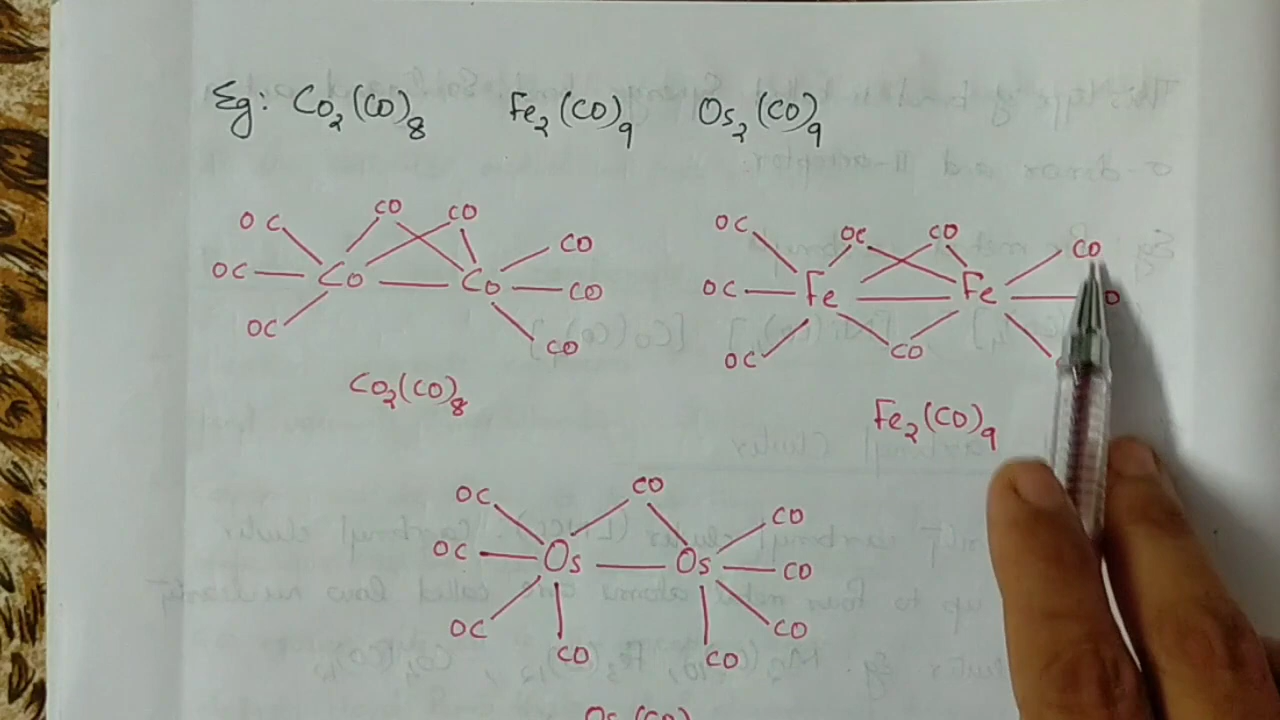 Eg: Co₂(CO)₈ Fe₂(CO)₉ Os₂(CO)₉
CO CO
OC CO
OC Co Co CO
OC CO
Co₂(CO)₈
OC OC CO CO
OC Fe Fe
OC CO
Fe₂(CO)₉
OC CO CO
OC Os Os CO
OC CO
CO CO
Os (CO)